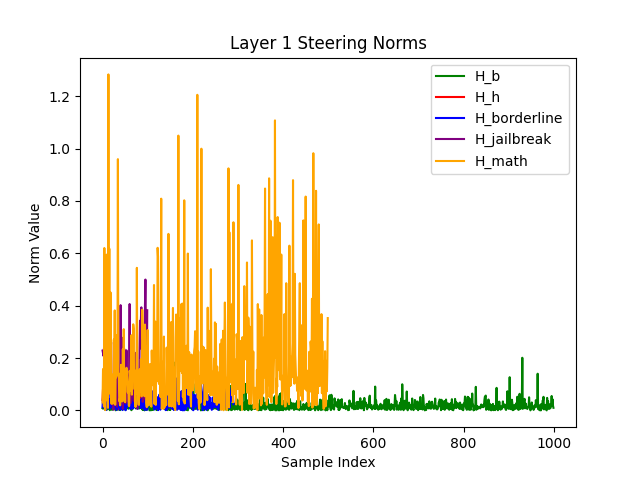 Layer 1 Steering Norms
Norm Value
1.2
1.0
0.8
0.6
0.4
0.2
0.0
H_b
H_h
H_borderline
H_jailbreak
H_math
0
200
400
600
800
1000
Sample Index